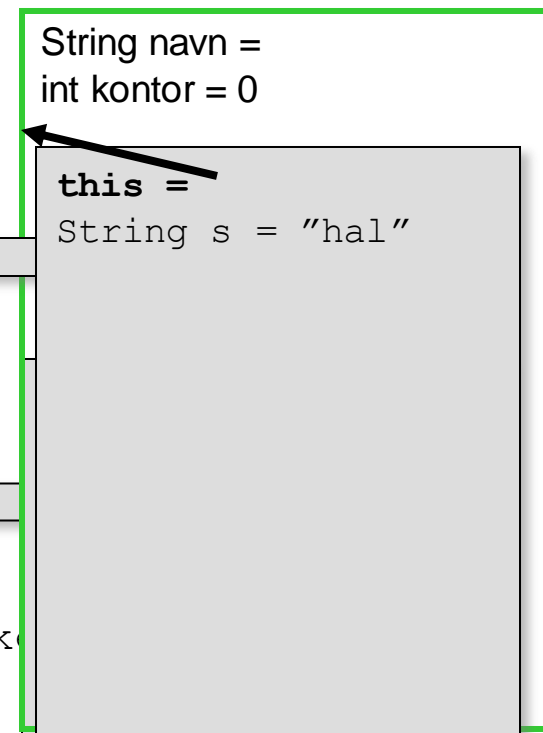 String navn =
int kontor = 0
this =
String s = ”hal”